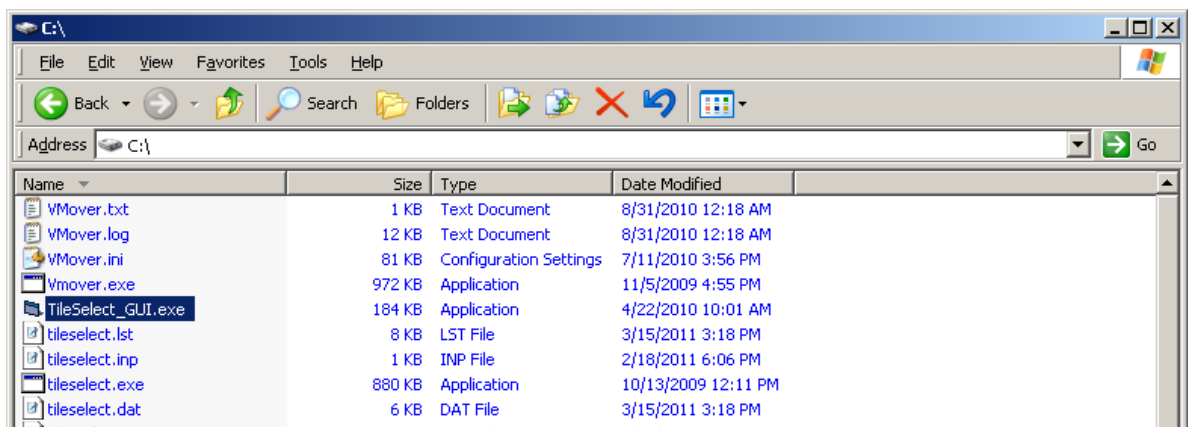 C:\
File Edit View Favorites Tools Help
Back Search Folders
Address C:\ Go
Name Size Type Date Modified
VMover.txt 1 KB Text Document 8/31/2010 12:18 AM
VMover.log 12 KB Text Document 8/31/2010 12:18 AM
VMover.ini 81 KB Configuration Settings 7/11/2010 3:56 PM
Vmover.exe 972 KB Application 11/5/2009 4:55 PM
TileSelect_GUI.exe 184 KB Application 4/22/2010 10:01 AM
tileselect.lst 8 KB LST File 3/15/2011 3:18 PM
tileselect.inp 1 KB INP File 2/18/2011 6:06 PM
tileselect.exe 880 KB Application 10/13/2009 12:11 PM
tileselect.dat 6 KB DAT File 3/15/2011 3:18 PM